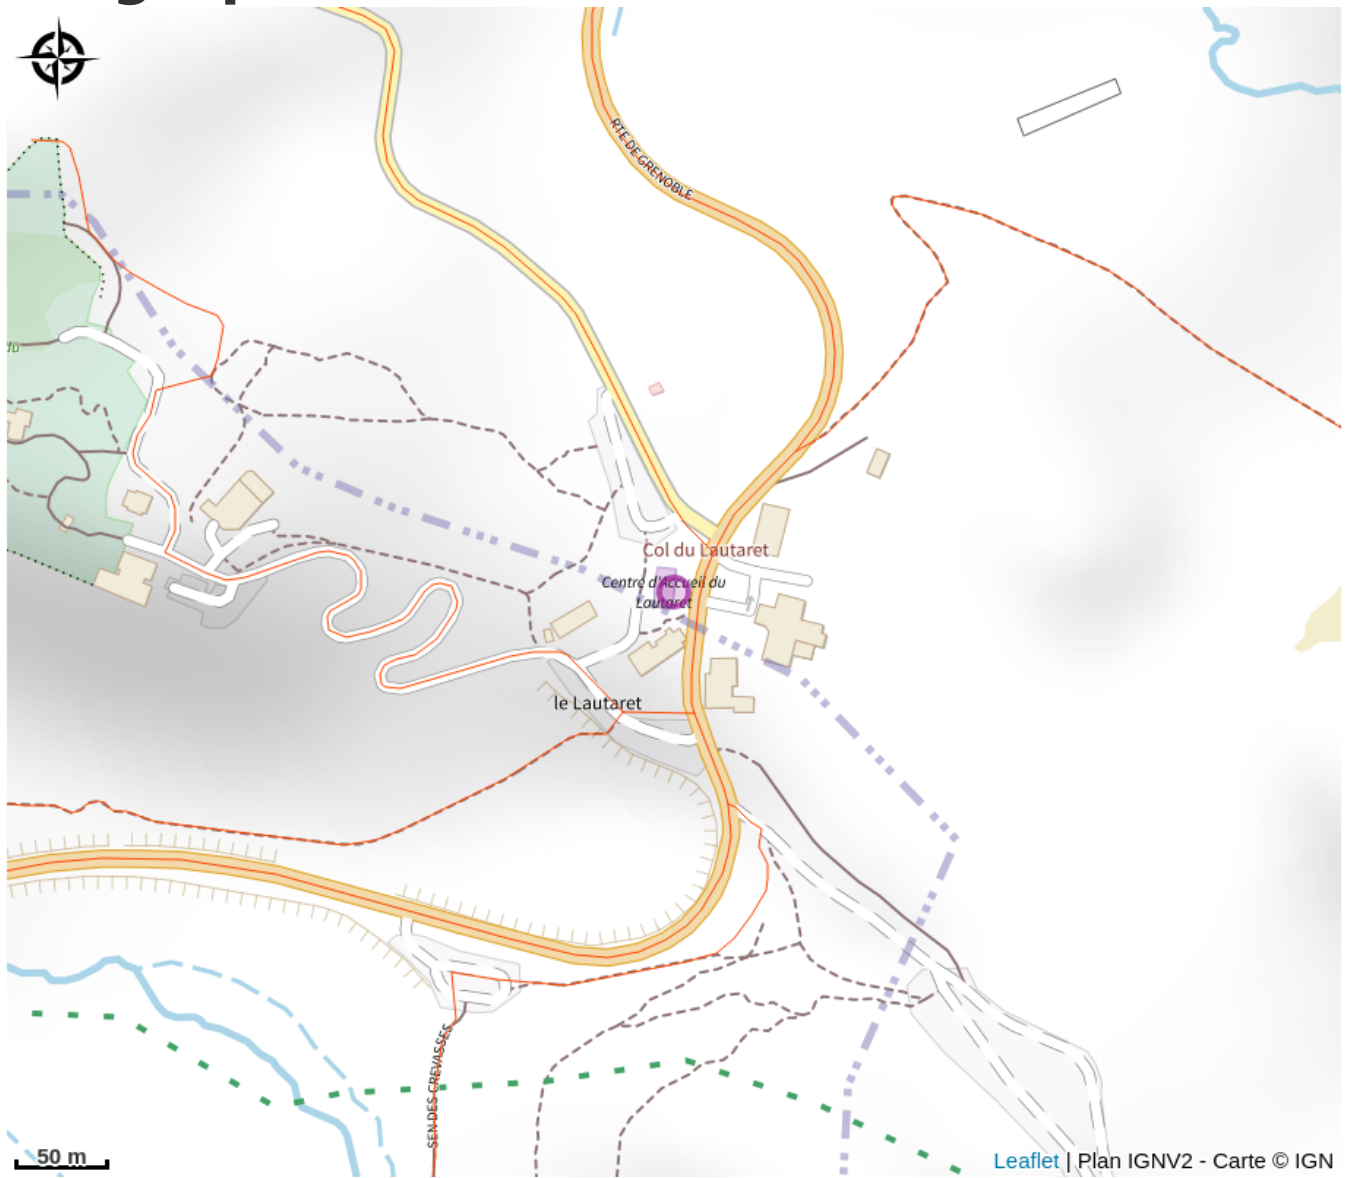 RTE DE GRENOBLE
du
Col du Lautaret
Centre d'Accueil du
Lautaret
le Lautaret
SEN DES CREVASSES
50 m
Leaflet | Plan IGNV2 - Carte © IGN